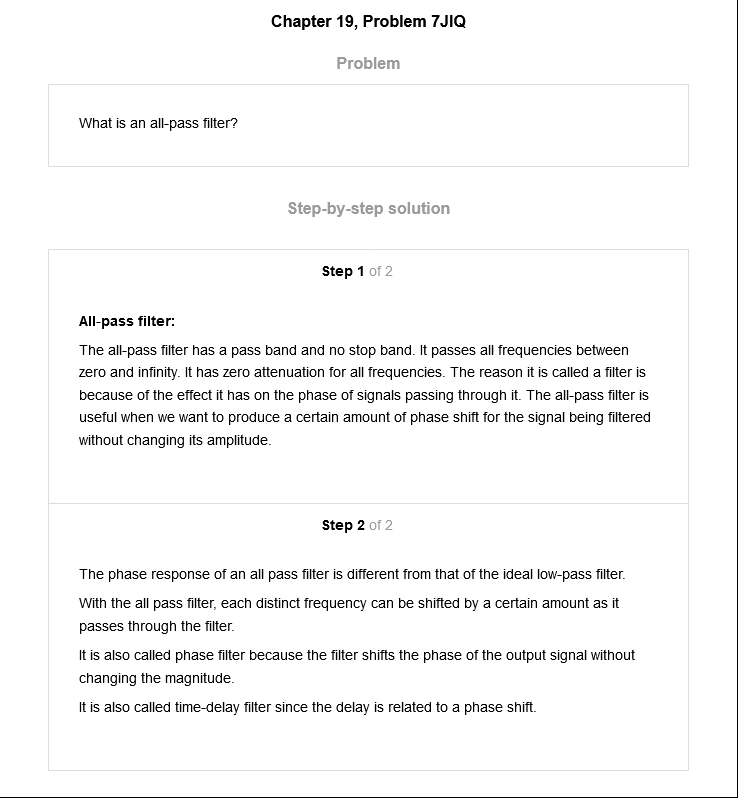 Chapter 19, Problem 7JIQ
Problem
What is an all-pass filter?
Step-by-step solution
Step 1 of 2
All-pass filter:
The all-pass filter has a pass band and no stop band. It passes all frequencies between
zero and infinity. It has zero attenuation for all frequencies. The reason it is called a filter is
because of the effect it has on the phase of signals passing through it. The all-pass filter is
useful when we want to produce a certain amount of phase shift for the signal being filtered
without changing its amplitude.
Step 2 of 2
The phase response of an all pass filter is different from that of the ideal low-pass filter.
With the all pass filter, each distinct frequency can be shifted by a certain amount as it
passes through the filter.
It is also called phase filter because the filter shifts the phase of the output signal without
changing the magnitude.
It is also called time-delay filter since the delay is related to a phase shift.